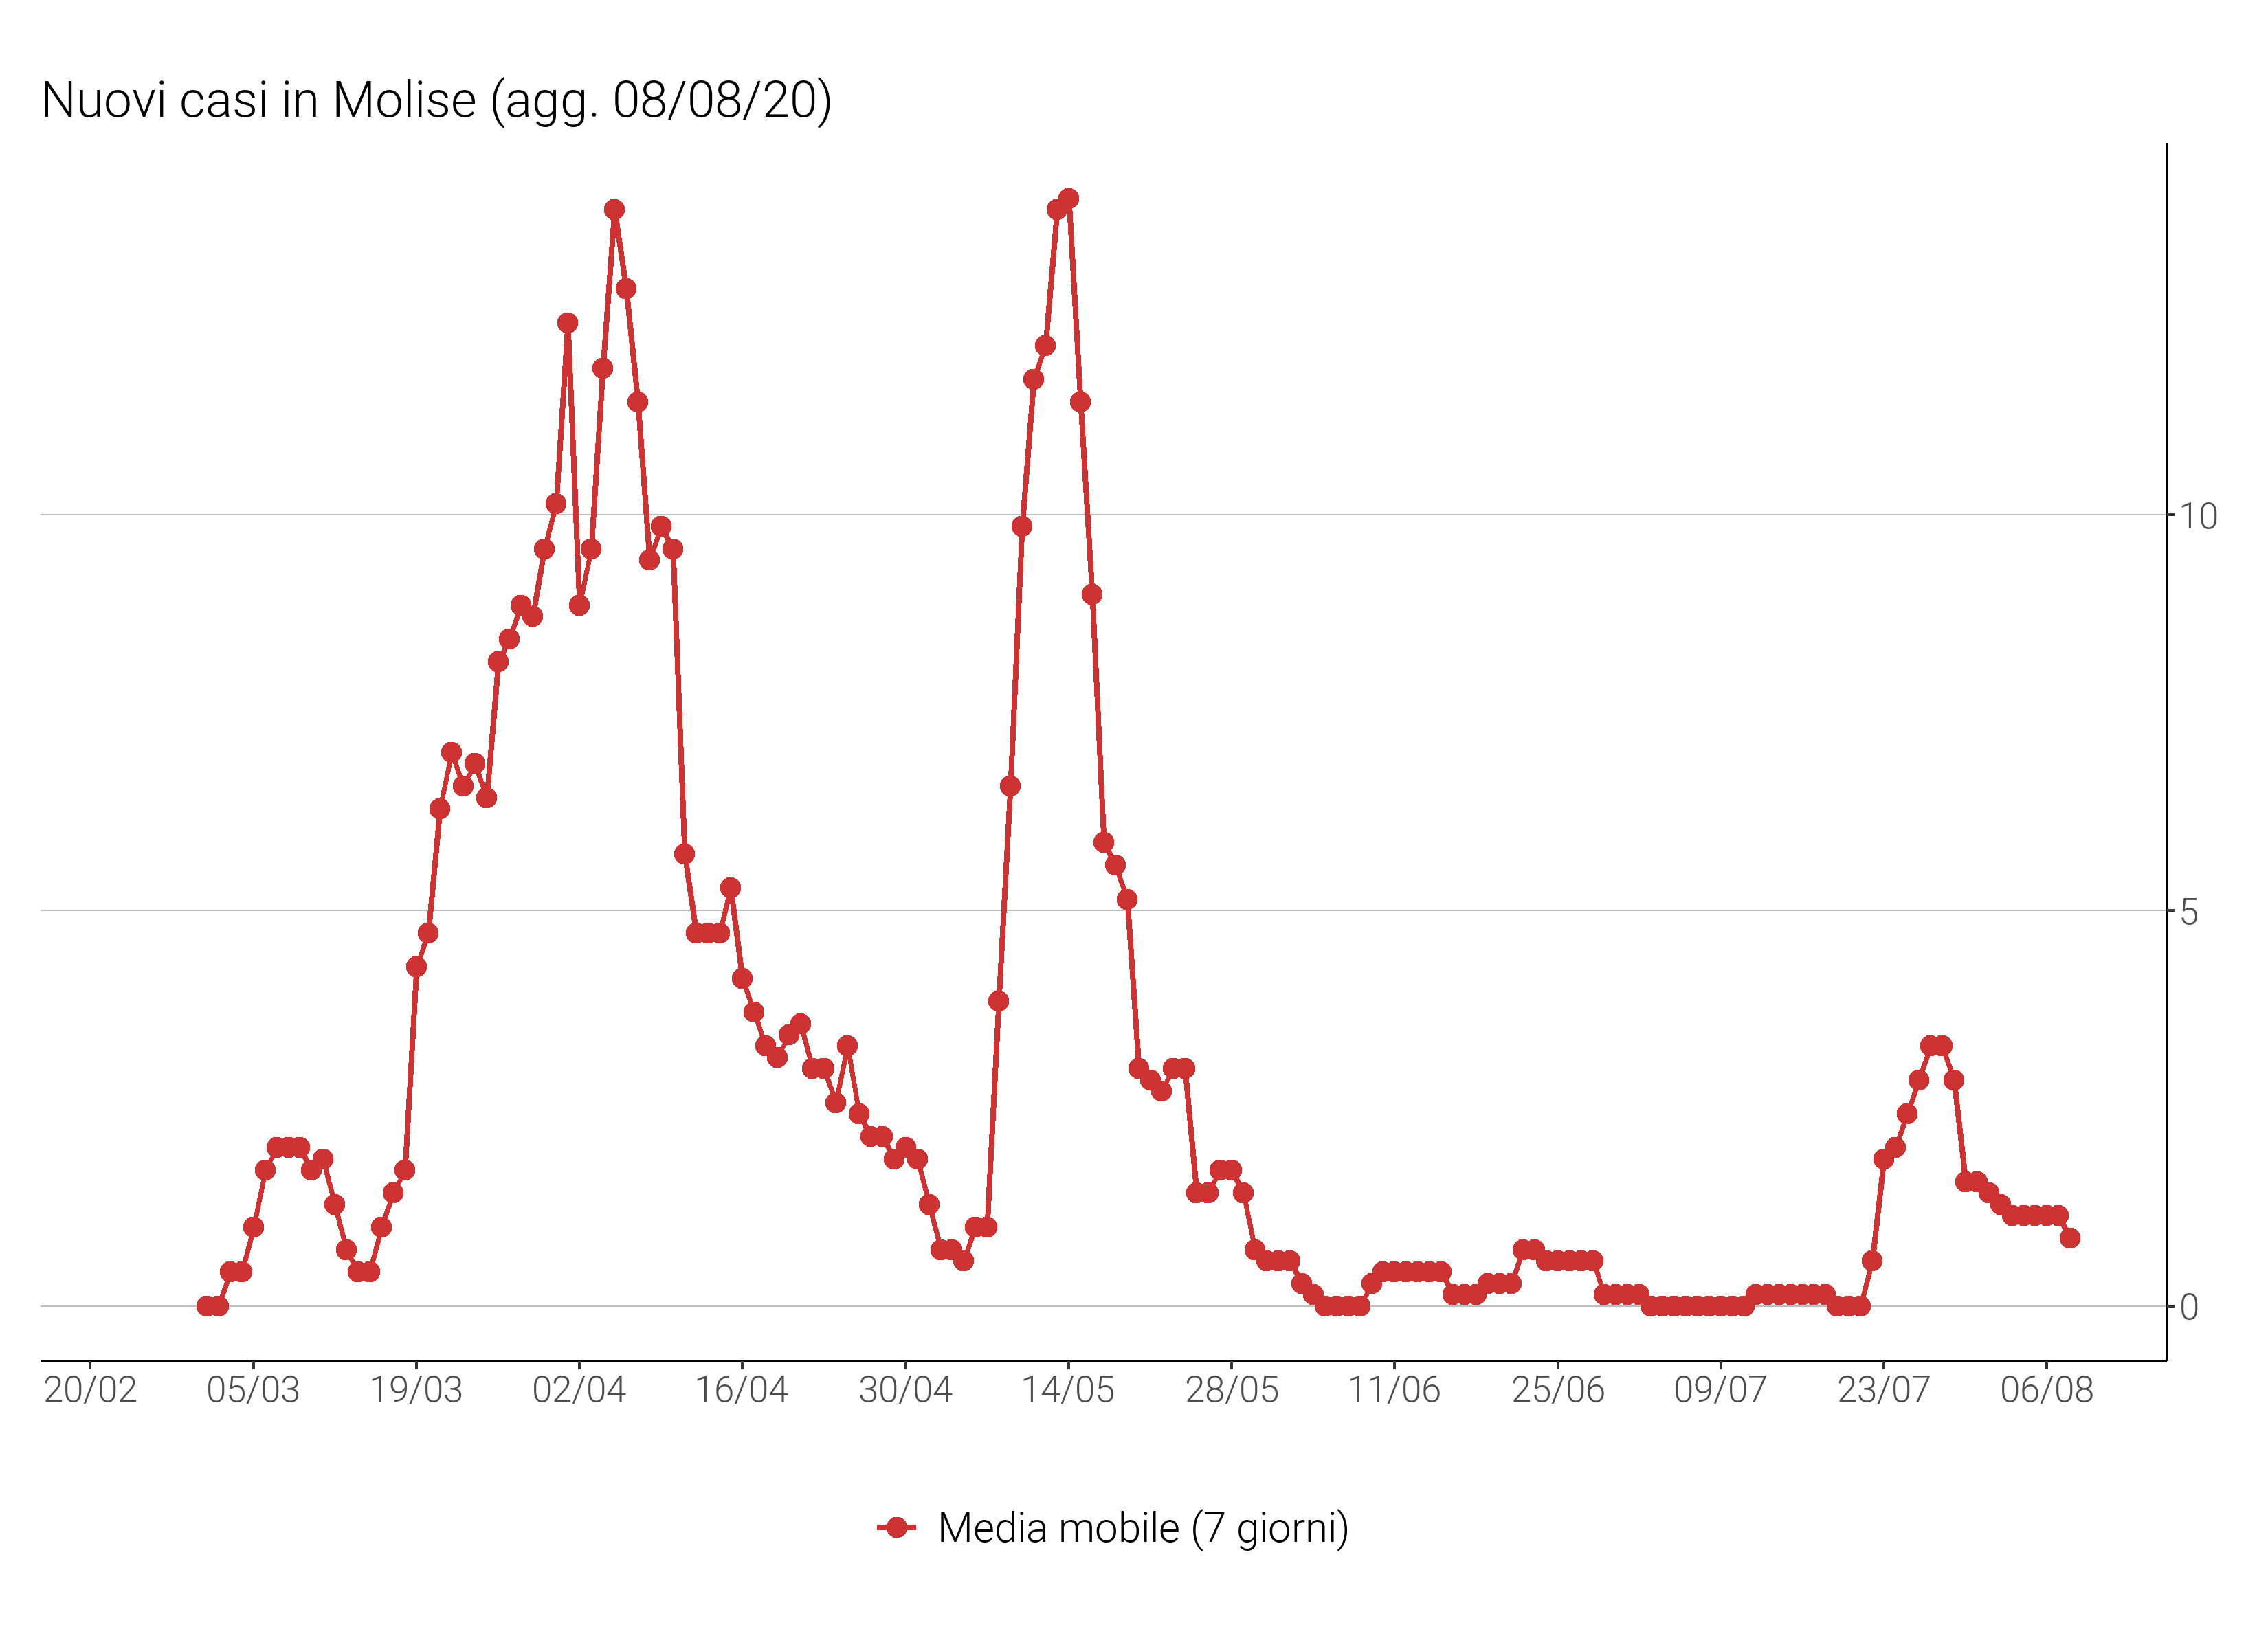 Nuovi casi in Molise (agg. 08/08/20)
10
5
0
20/02 05/03 19/03 02/04 16/04 30/04 14/05 28/05 11/06 25/06 09/07 23/07 06/08
Media mobile (7 giorni)